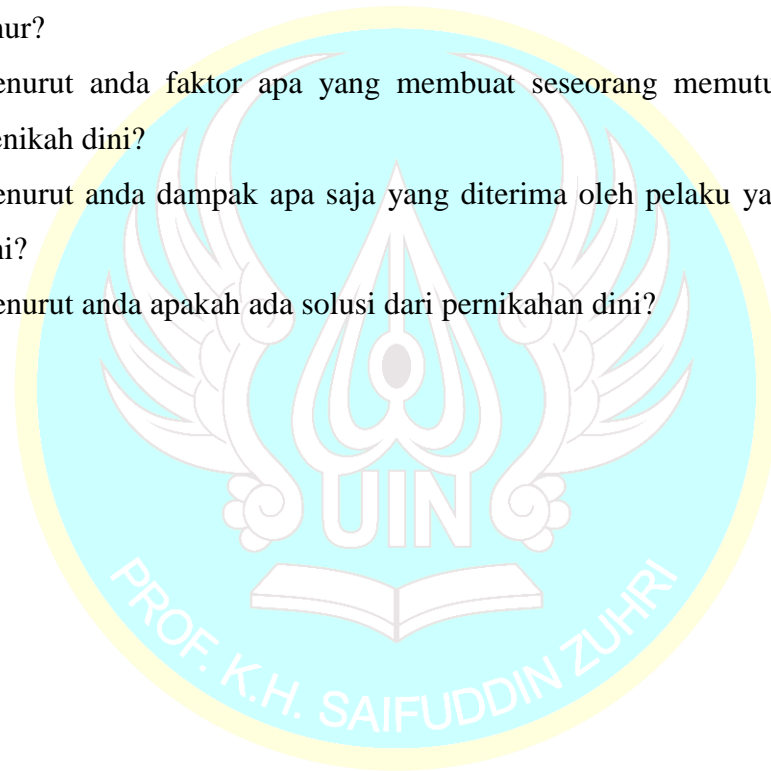 nur?
enurut anda faktor apa yang membuat seseorang memutu
enikah dini?
enurut anda dampak apa saja yang diterima oleh pelaku ya
ni?
enurut anda apakah ada solusi dari pernikahan dini?
UIN
PROF. K.H. SAIFUDDIN ZUHRI